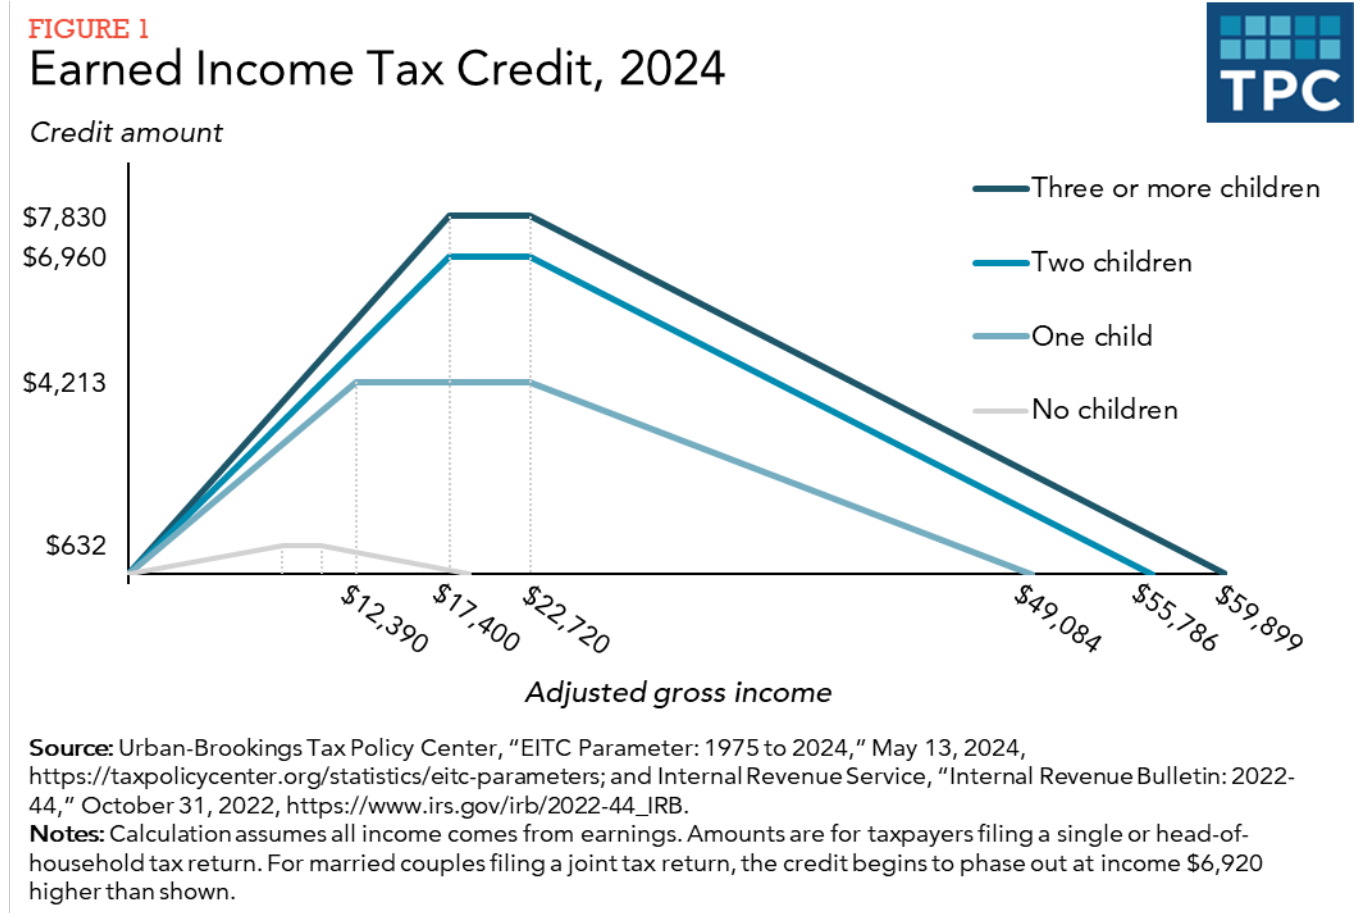 FIGURE 1
Earned Income Tax Credit, 2024
TPC
Credit amount
Three or more children
$7,830
$6,960
Two children
One child
$4,213
No children
$632
$12,390
$17,400
$22,720
$49,084
$55,786
$59,899
Adjusted gross income
Source: Urban-Brookings Tax Policy Center, “EITC Parameter: 1975 to 2024,” May 13, 2024,
https://taxpolicycenter.org/statistics/eitc-parameters; and Internal Revenue Service, “Internal Revenue Bulletin: 2022-
44,” October 31, 2022, https://www.irs.gov/irb/2022-44_IRB.
Notes: Calculation assumes all income comes from earnings. Amounts are for taxpayers filing a single or head-of-
household tax return. For married couples filing a joint tax return, the credit begins to phase out at income $6,920
higher than shown.